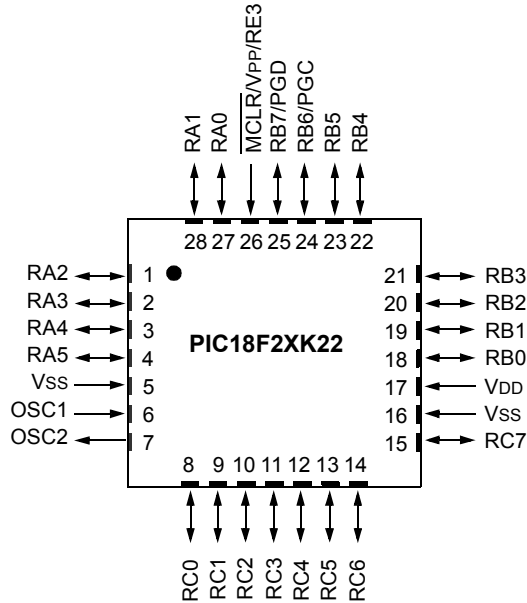 RA1
RA0
MCLR/VPP/RE3
RB7/PGD
RB6/PGC
RB5
RB4
28 27 26 25 24 23 22
RA2 1
RA3 2
RA4 3
RA5 4
VSS 5
OSC1 6
OSC2 7
PIC18F2XK22
21 RB3
20 RB2
19 RB1
18 RB0
17 VDD
16 VSS
15 RC7
8 9 10 11 12 13 14
RC0
RC1
RC2
RC3
RC4
RC5
RC6